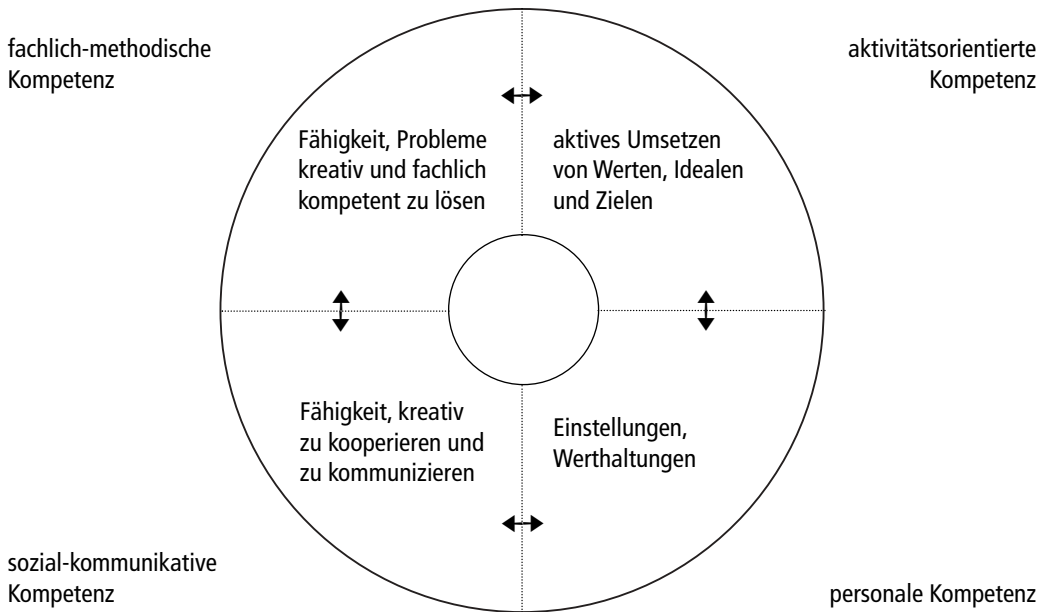 fachlich-methodische
Kompetenz
aktivitätsorientierte
Kompetenz
Fähigkeit, Probleme
kreativ und fachlich
kompetent zu lösen
aktives Umsetzen
von Werten, Idealen
und Zielen
Fähigkeit, kreativ
zu kooperieren und
zu kommunizieren
Einstellungen,
Werthaltungen
sozial-kommunikative
Kompetenz
personale Kompetenz